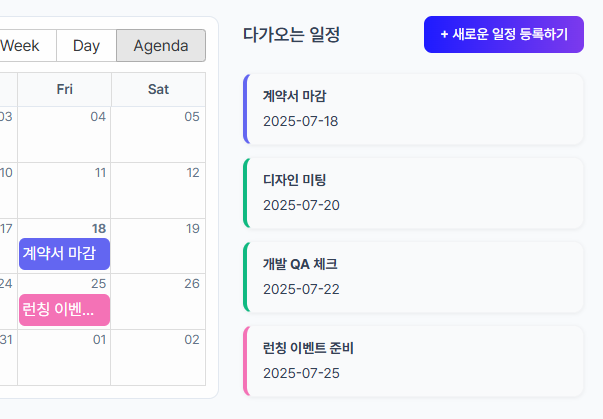 Week Day Agenda
Fri Sat
03 04 05
10 11 12
17 18 19
계약서 마감
24 25 26
런칭 이벤...
31 01 02
다가오는 일정
+ 새로운 일정 등록하기
계약서 마감
2025-07-18
디자인 미팅
2025-07-20
개발 QA 체크
2025-07-22
런칭 이벤트 준비
2025-07-25